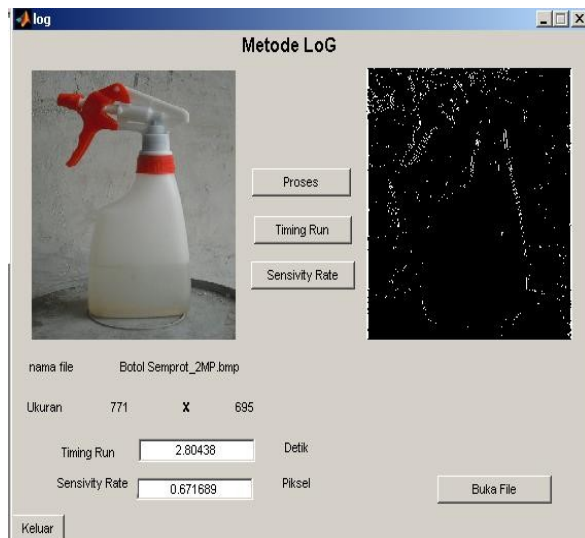 log
Metode LoG
Proses
Timing Run
Sensivity Rate
nama file Botol Semprot_2MP.bmp
Ukuran 771 X 695
Timing Run 2.80438 Detik
Sensivity Rate 0.671689 Piksel
Buka File
Keluar